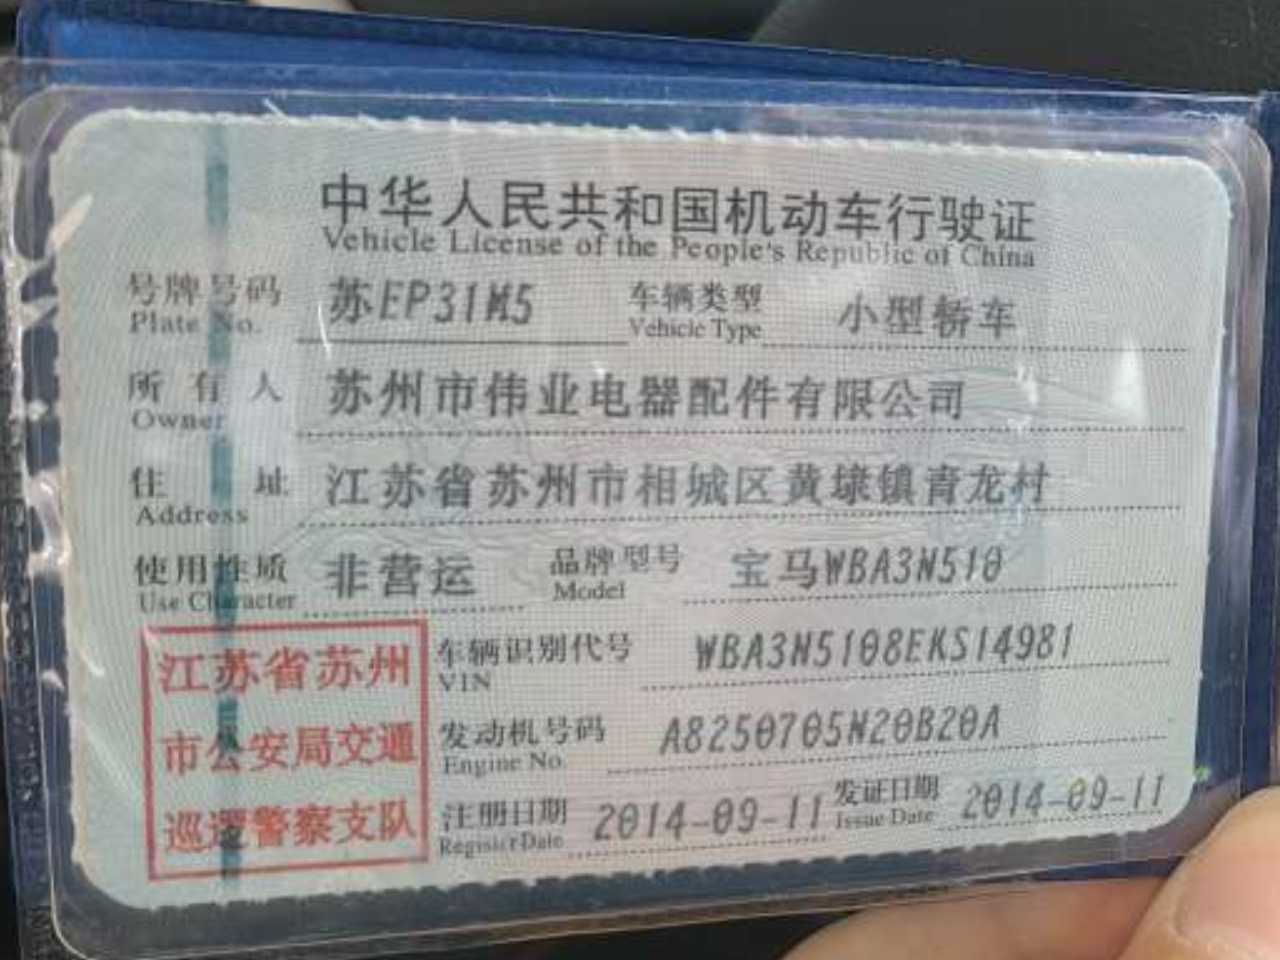 中华人民共和国机动车行驶证
Vehicle License of the People's Republic of China
号牌号码 苏EP31M5 车辆类型 小型轿车
Plate No. Vehicle Type
所有人 苏州市伟业电器配件有限公司
Owner
住址 江苏省苏州市相城区黄埭镇青龙村
Address
使用性质 非营运 品牌型号 宝马WBA3N510
Use Character Model
江苏省苏州 车辆识别代号 WBA3N5108EKS14981
VIN
市公安局交通 发动机号码 A8250705N20B20A
Engine No.
巡逻警察支队 注册日期 2014-09-11 发证日期 2014-09-11
Register Date Issue Date